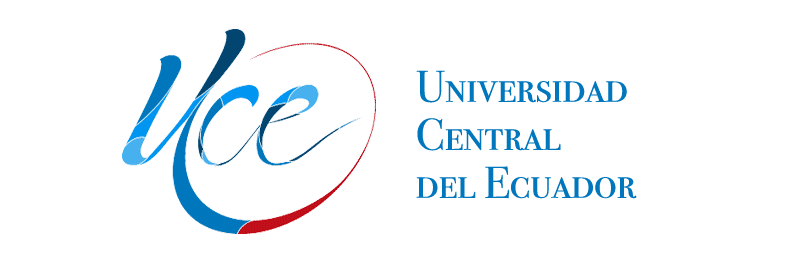 Uce
UNIVERSIDAD
CENTRAL
DEL ECUADOR